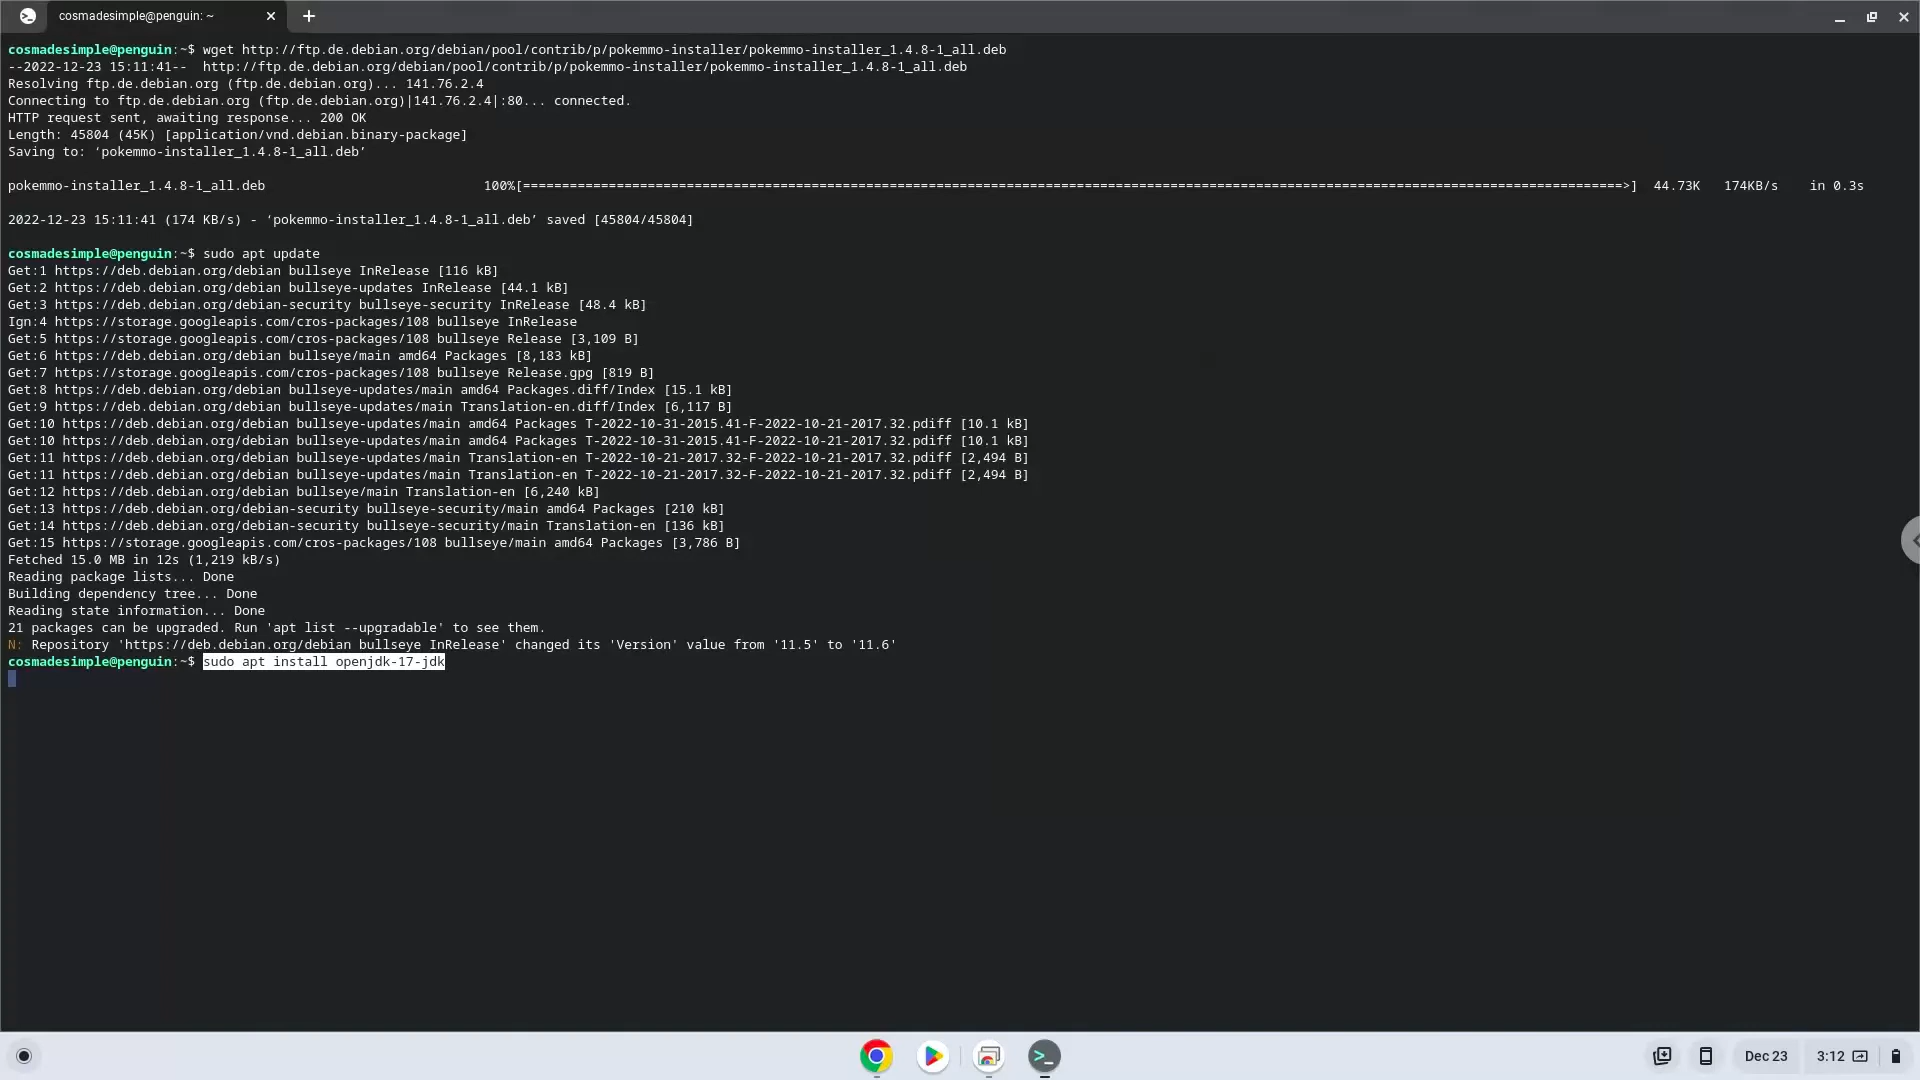 cosmadesimple@penguin: ~
cosmadesimple@penguin:~$ wget http://ftp.de.debian.org/debian/pool/contrib/p/pokemmo-installer/pokemmo-installer_1.4.8-1_all.deb
--2022-12-23 15:11:41--  http://ftp.de.debian.org/debian/pool/contrib/p/pokemmo-installer/pokemmo-installer_1.4.8-1_all.deb
Resolving ftp.de.debian.org (ftp.de.debian.org)... 141.76.2.4
Connecting to ftp.de.debian.org (ftp.de.debian.org)|141.76.2.4|:80... connected.
HTTP request sent, awaiting response... 200 OK
Length: 45804 (45K) [application/vnd.debian.binary-package]
Saving to: ‘pokemmo-installer_1.4.8-1_all.deb’
pokemmo-installer_1.4.8-1_all.deb 100%[=============================================================================================================================================>] 44.73K 174KB/s in 0.3s
2022-12-23 15:11:41 (174 KB/s) - ‘pokemmo-installer_1.4.8-1_all.deb’ saved [45804/45804]
cosmadesimple@penguin:~$ sudo apt update
Get:1 https://deb.debian.org/debian bullseye InRelease [116 kB]
Get:2 https://deb.debian.org/debian bullseye-updates InRelease [44.1 kB]
Get:3 https://deb.debian.org/debian-security bullseye-security InRelease [48.4 kB]
Ign:4 https://storage.googleapis.com/cros-packages/108 bullseye InRelease
Get:5 https://storage.googleapis.com/cros-packages/108 bullseye Release [3,109 B]
Get:6 https://deb.debian.org/debian bullseye/main amd64 Packages [8,183 kB]
Get:7 https://storage.googleapis.com/cros-packages/108 bullseye Release.gpg [819 B]
Get:8 https://deb.debian.org/debian bullseye-updates/main amd64 Packages.diff/Index [15.1 kB]
Get:9 https://deb.debian.org/debian bullseye-updates/main Translation-en.diff/Index [6,117 B]
Get:10 https://deb.debian.org/debian bullseye-updates/main amd64 Packages T-2022-10-31-2015.41-F-2022-10-21-2017.32.pdiff [10.1 kB]
Get:10 https://deb.debian.org/debian bullseye-updates/main amd64 Packages T-2022-10-31-2015.41-F-2022-10-21-2017.32.pdiff [10.1 kB]
Get:11 https://deb.debian.org/debian bullseye-updates/main Translation-en T-2022-10-21-2017.32-F-2022-10-21-2017.32.pdiff [2,494 B]
Get:11 https://deb.debian.org/debian bullseye-updates/main Translation-en T-2022-10-21-2017.32-F-2022-10-21-2017.32.pdiff [2,494 B]
Get:12 https://deb.debian.org/debian bullseye/main Translation-en [6,240 kB]
Get:13 https://deb.debian.org/debian-security bullseye-security/main amd64 Packages [210 kB]
Get:14 https://deb.debian.org/debian-security bullseye-security/main Translation-en [136 kB]
Get:15 https://storage.googleapis.com/cros-packages/108 bullseye/main amd64 Packages [3,786 B]
Fetched 15.0 MB in 12s (1,219 kB/s)
Reading package lists... Done
Building dependency tree... Done
Reading state information... Done
21 packages can be upgraded. Run 'apt list --upgradable' to see them.
N: Repository 'https://deb.debian.org/debian bullseye InRelease' changed its 'Version' value from '11.5' to '11.6'
cosmadesimple@penguin:~$ sudo apt install openjdk-17-jdk
Dec 23
3:12